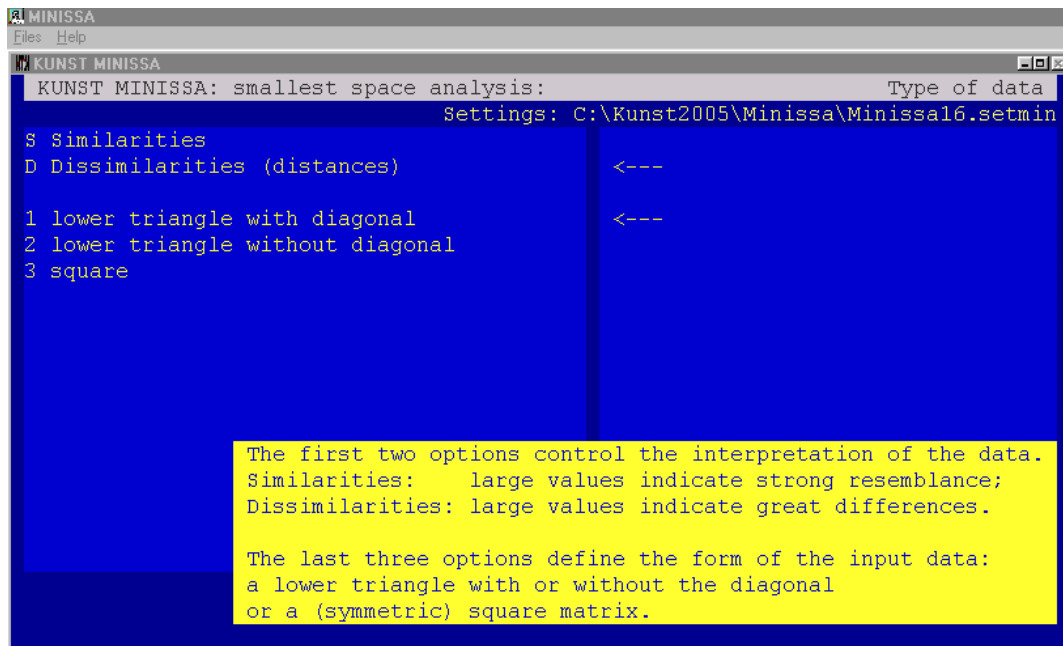 MINISSA
Files Help
KUNST MINISSA
KUNST MINISSA: smallest space analysis: Type of data
Settings: C:\Kunst2005\Minissa\Minissa16.setmin
S Similarities
D Dissimilarities (distances) <---
1 lower triangle with diagonal <---
2 lower triangle without diagonal
3 square
The first two options control the interpretation of the data.
Similarities: large values indicate strong resemblance;
Dissimilarities: large values indicate great differences.
The last three options define the form of the input data:
a lower triangle with or without the diagonal
or a (symmetric) square matrix.